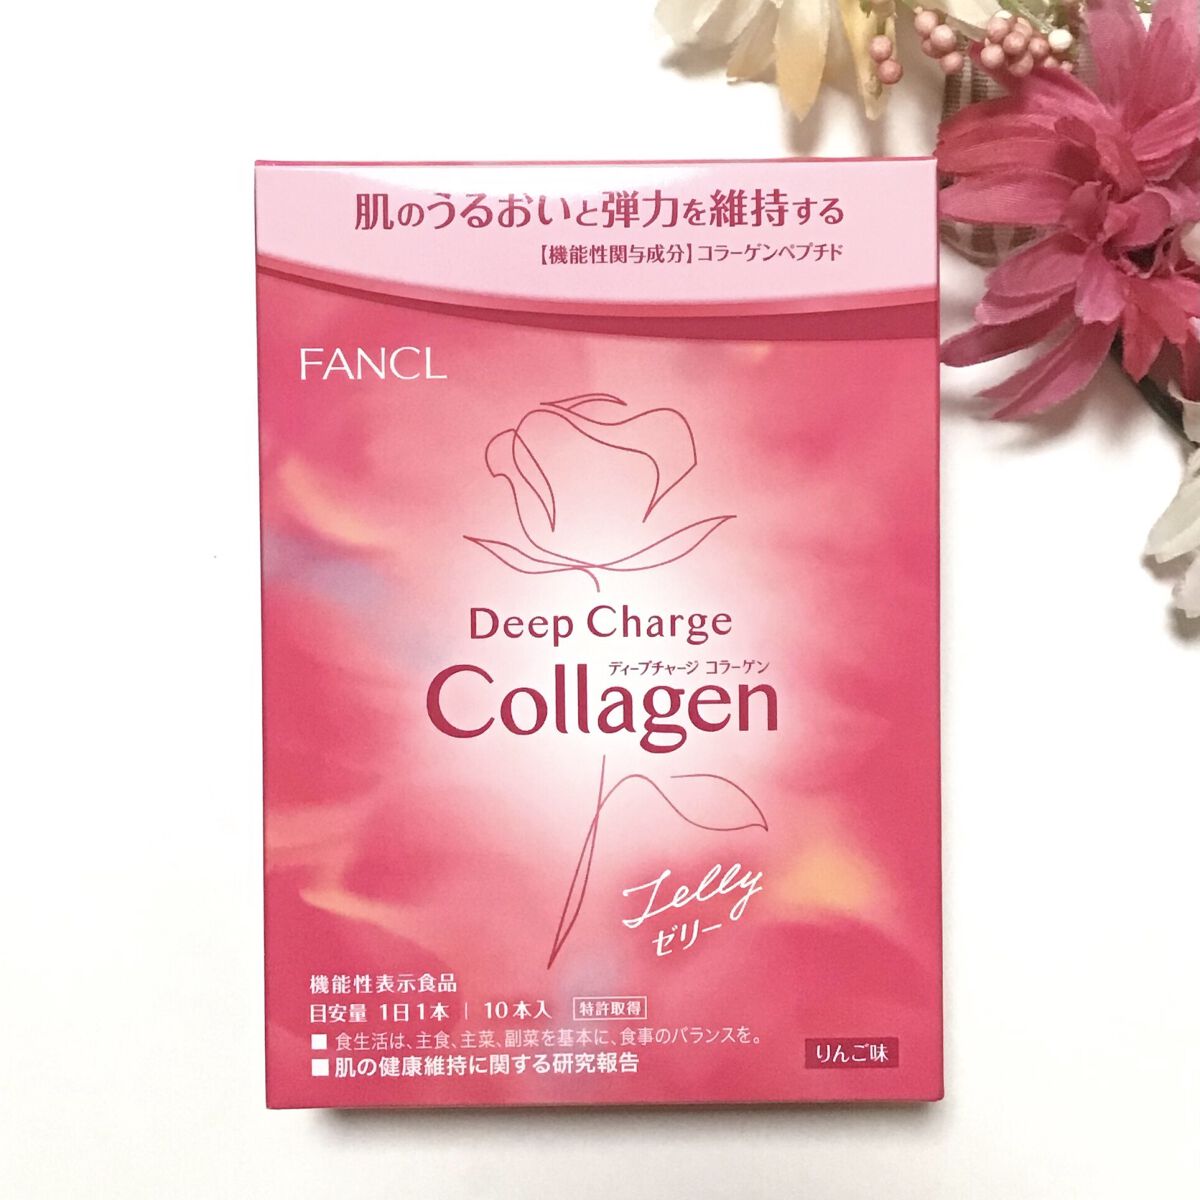 肌のうるおいと弾力を維持する
【機能性関与成分】コラーゲンペプチド
FANCL
Deep Charge
ディープチャージ コラーゲン
Collagen
Jelly
ゼリー
機能性表示食品
目安量 1日1本 | 10本入 特許取得
■ 食生活は、主食、主菜、副菜を基本に、食事のバランスを。
■ 肌の健康維持に関する研究報告
りんご味